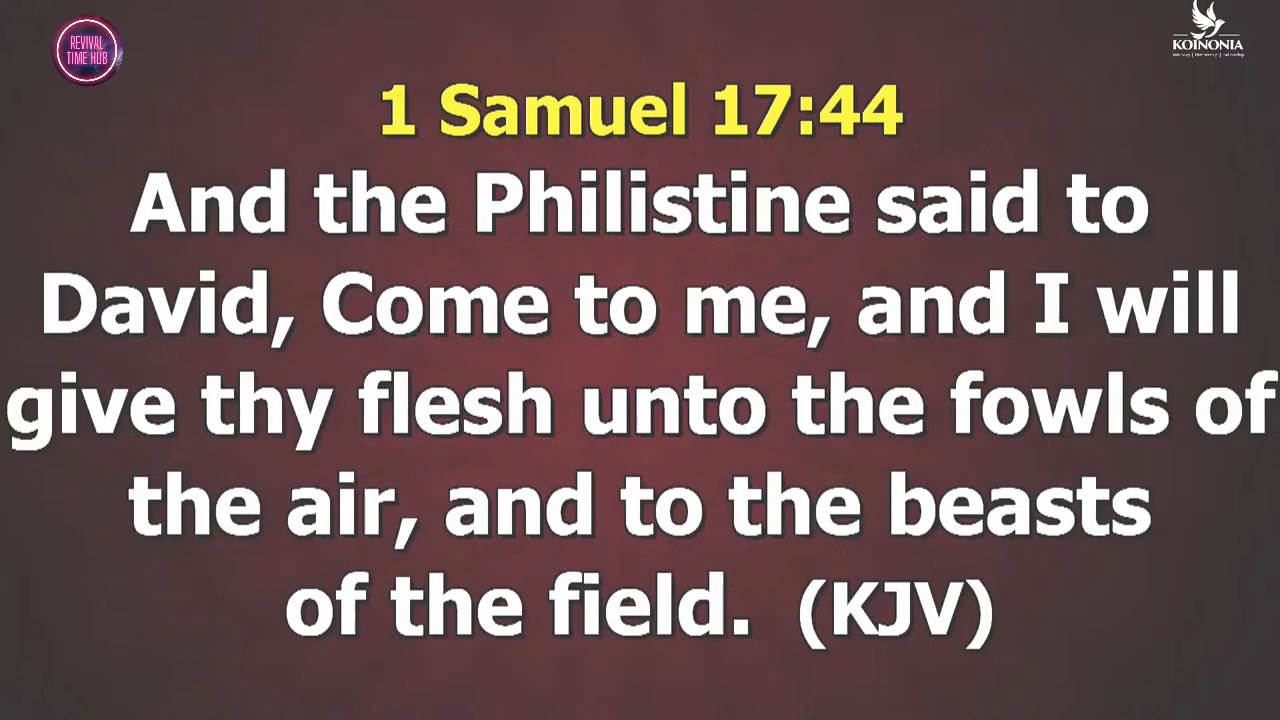 REVIVAL
TIME HUB
KOINONIA
1 Samuel 17:44
And the Philistine said to
David, Come to me, and I will
give thy flesh unto the fowls of
the air, and to the beasts
of the field. (KJV)